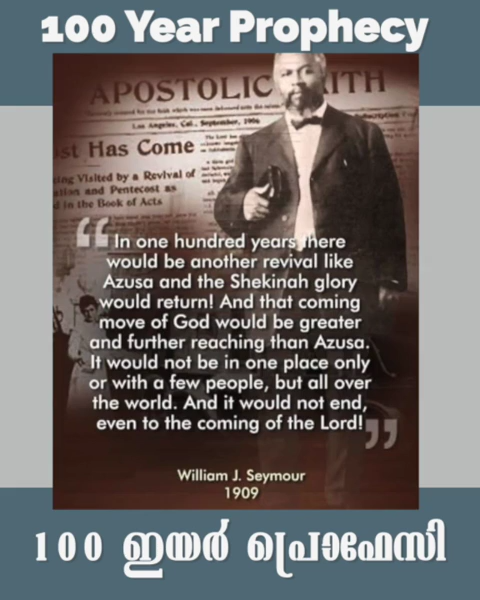 100 Year Prophecy
APOSTOLIC FAITH
Los Angeles, Cal., September, 1906
Subscription
st Has Come
ing Visited by a Revival of
ation and Pentecost as
d in the Book of Acts
“In one hundred years there
would be another revival like
Azusa and the Shekinah glory
would return! And that coming
move of God would be greater
and further reaching than Azusa.
It would not be in one place only
or with a few people, but all over
the world. And it would not end,
even to the coming of the Lord!”
William J. Seymour
1909
100 ഇയർ പ്രൊഫേസി